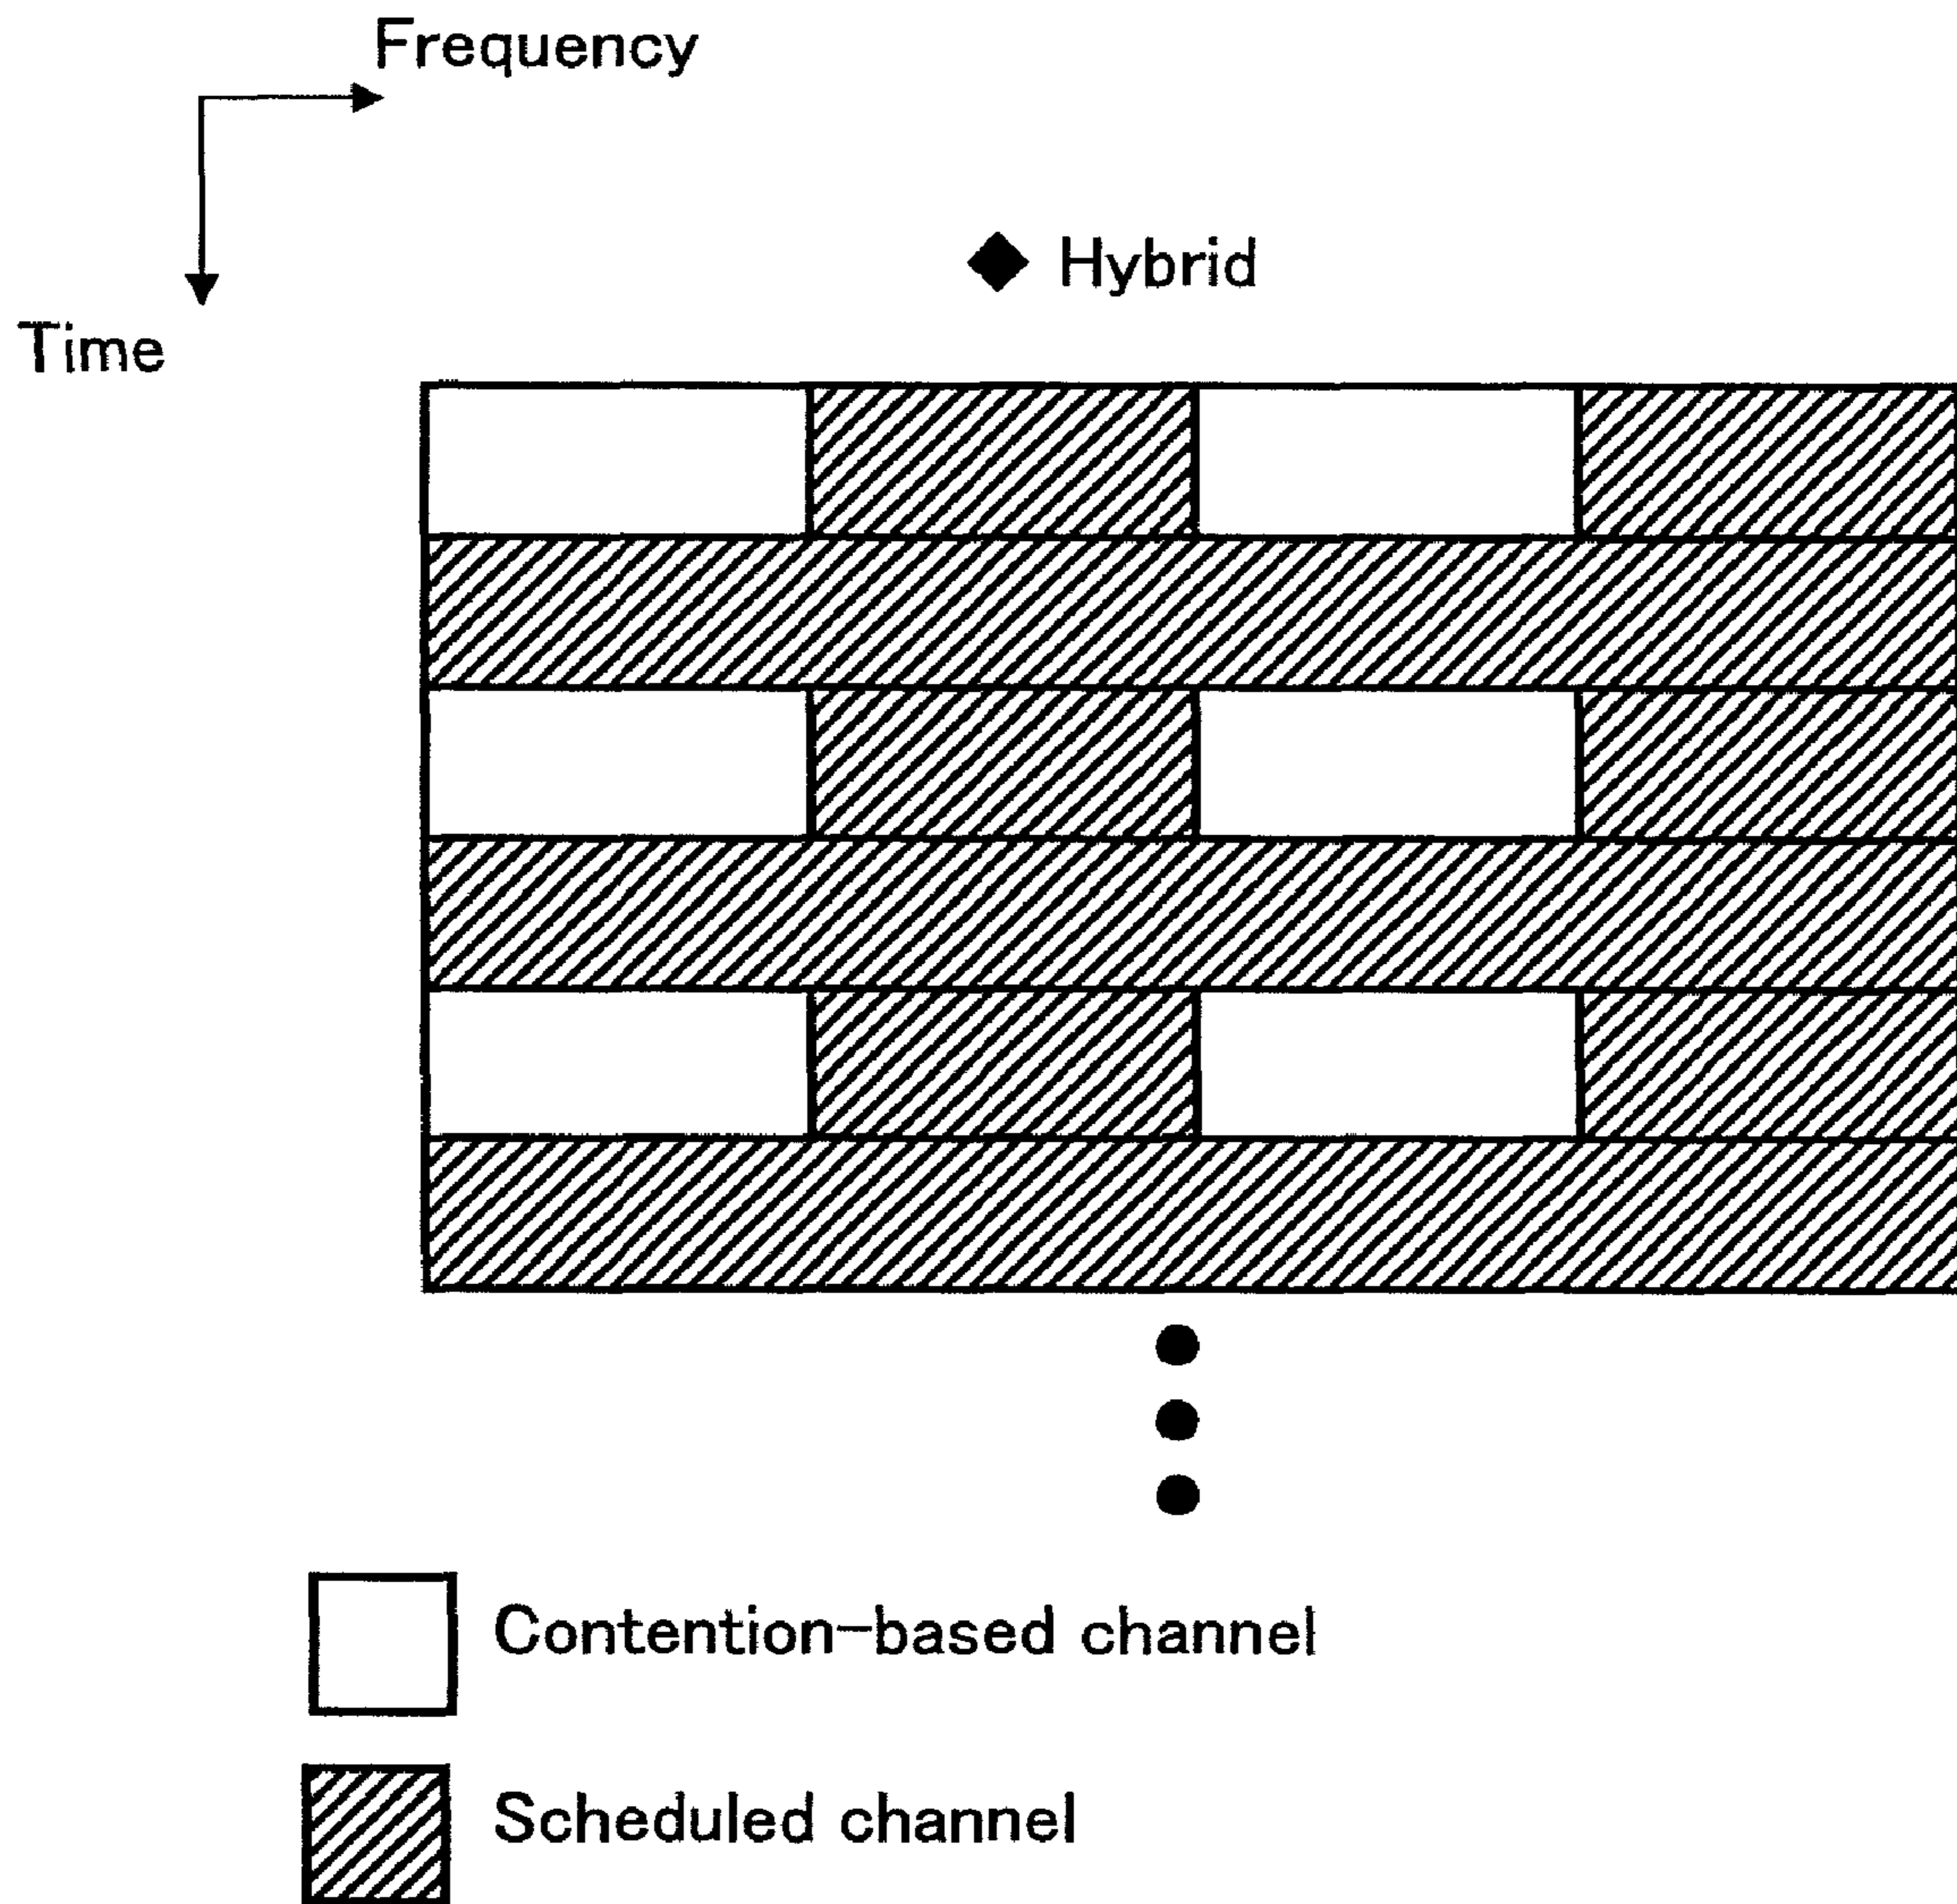 Frequency
Time
◆ Hybrid
Contention-based channel
Scheduled channel